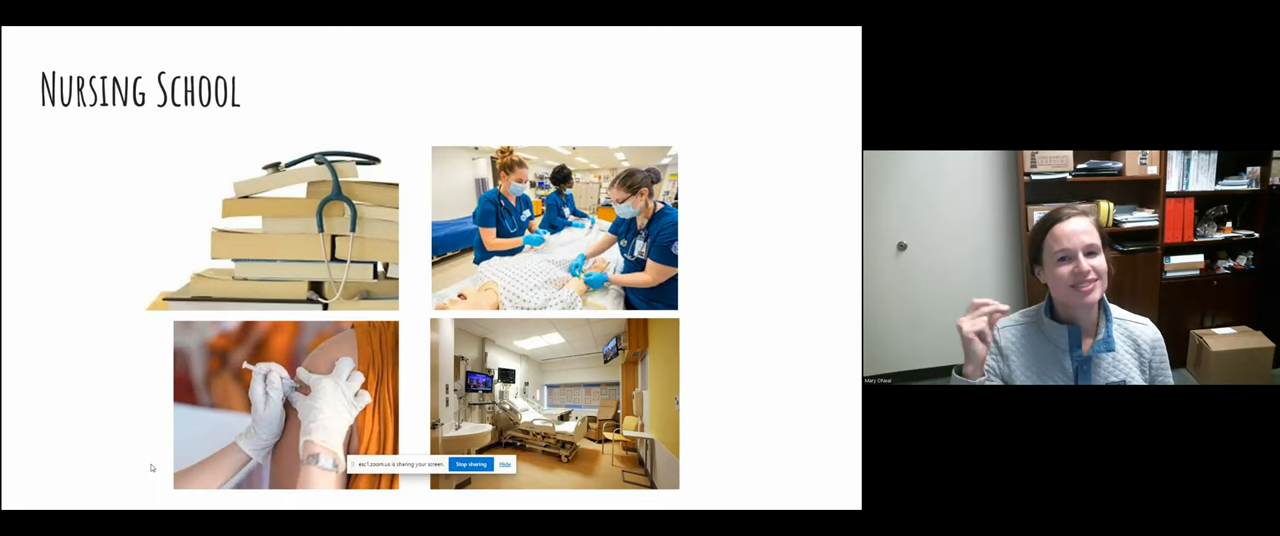 Nursing School
esc1.zoom.us is sharing your screen.
Stop sharing
Hide
Mary ONeal